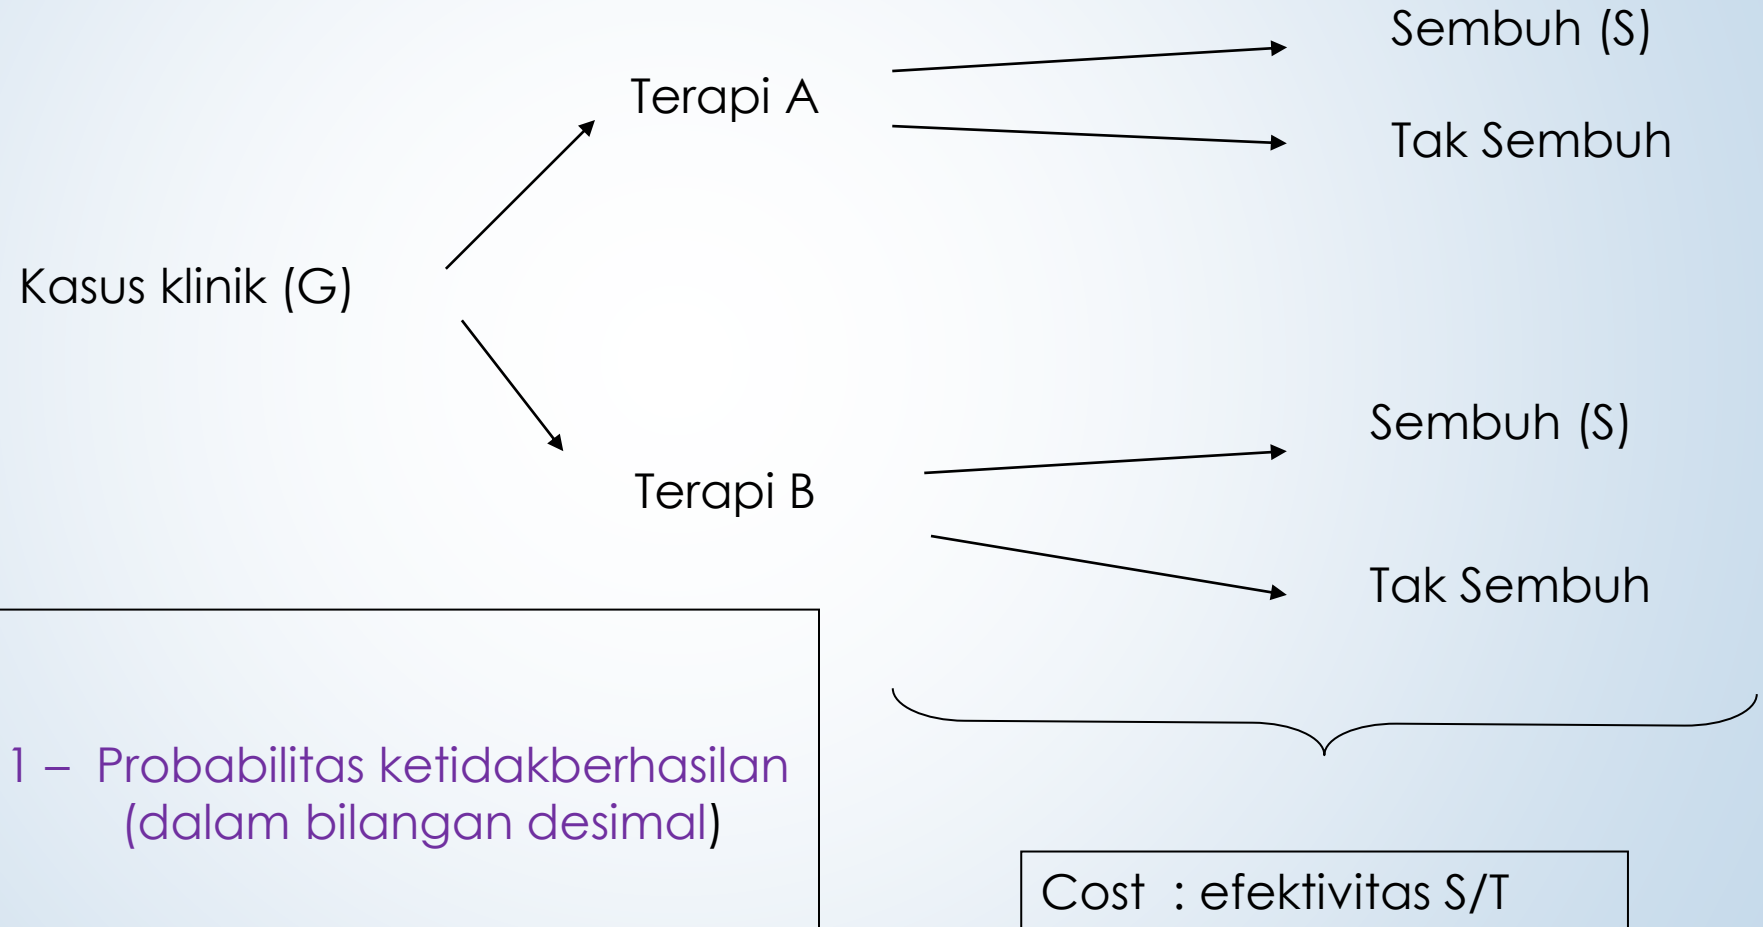 Sembuh (S)
Terapi A
Tak Sembuh
Kasus klinik (G)
Sembuh (S)
Terapi B
Tak Sembuh
1 – Probabilitas ketidakberhasilan
(dalam bilangan desimal)
Cost : efektivitas S/T